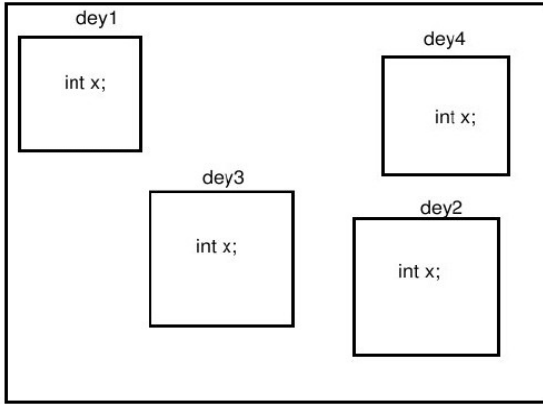 dey1
int x;
dey4
int x;
dey3
int x;
dey2
int x;